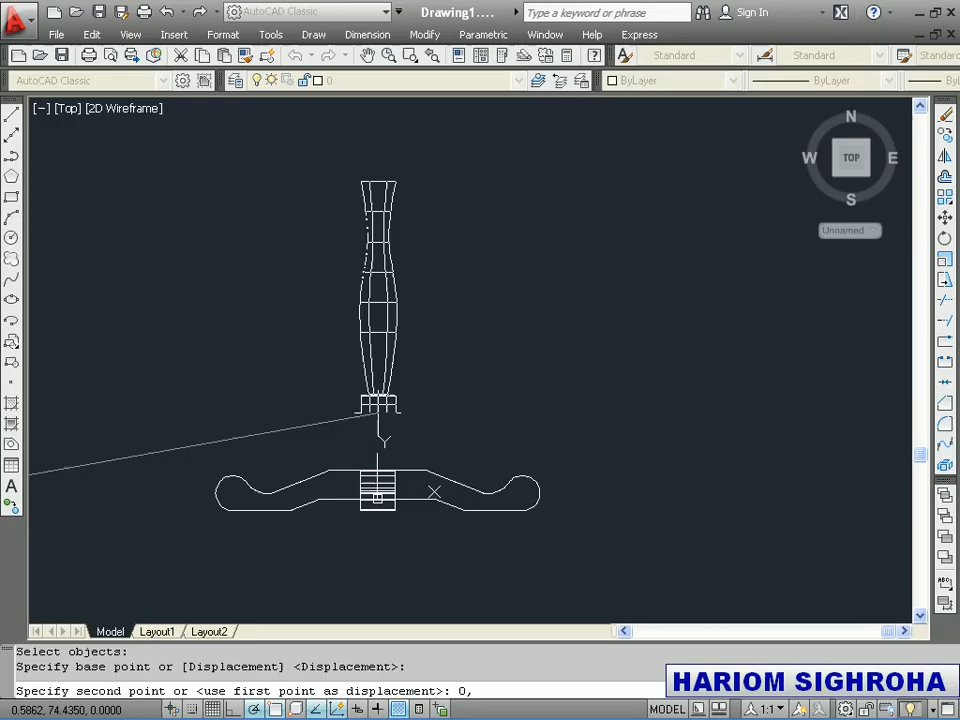 AutoCAD Classic
Drawing1....
Type a keyword or phrase
Sign In
File Edit View Insert Format Tools Draw Dimension Modify Parametric Window Help Express
Standard Standard Standard
AutoCAD Classic
0
ByLayer
ByLayer
ByLay
[−] [Top] [2D Wireframe]
N
W TOP E
S
Unnamed
Y
A
Model Layout1 Layout2
Select objects:
Specify base point or [Displacement] <Displacement>:
Specify second point or <use first point as displacement>: 0,
HARIOM SIGHROHA
0.5862, 74.4350, 0.0000
MODEL
1:1